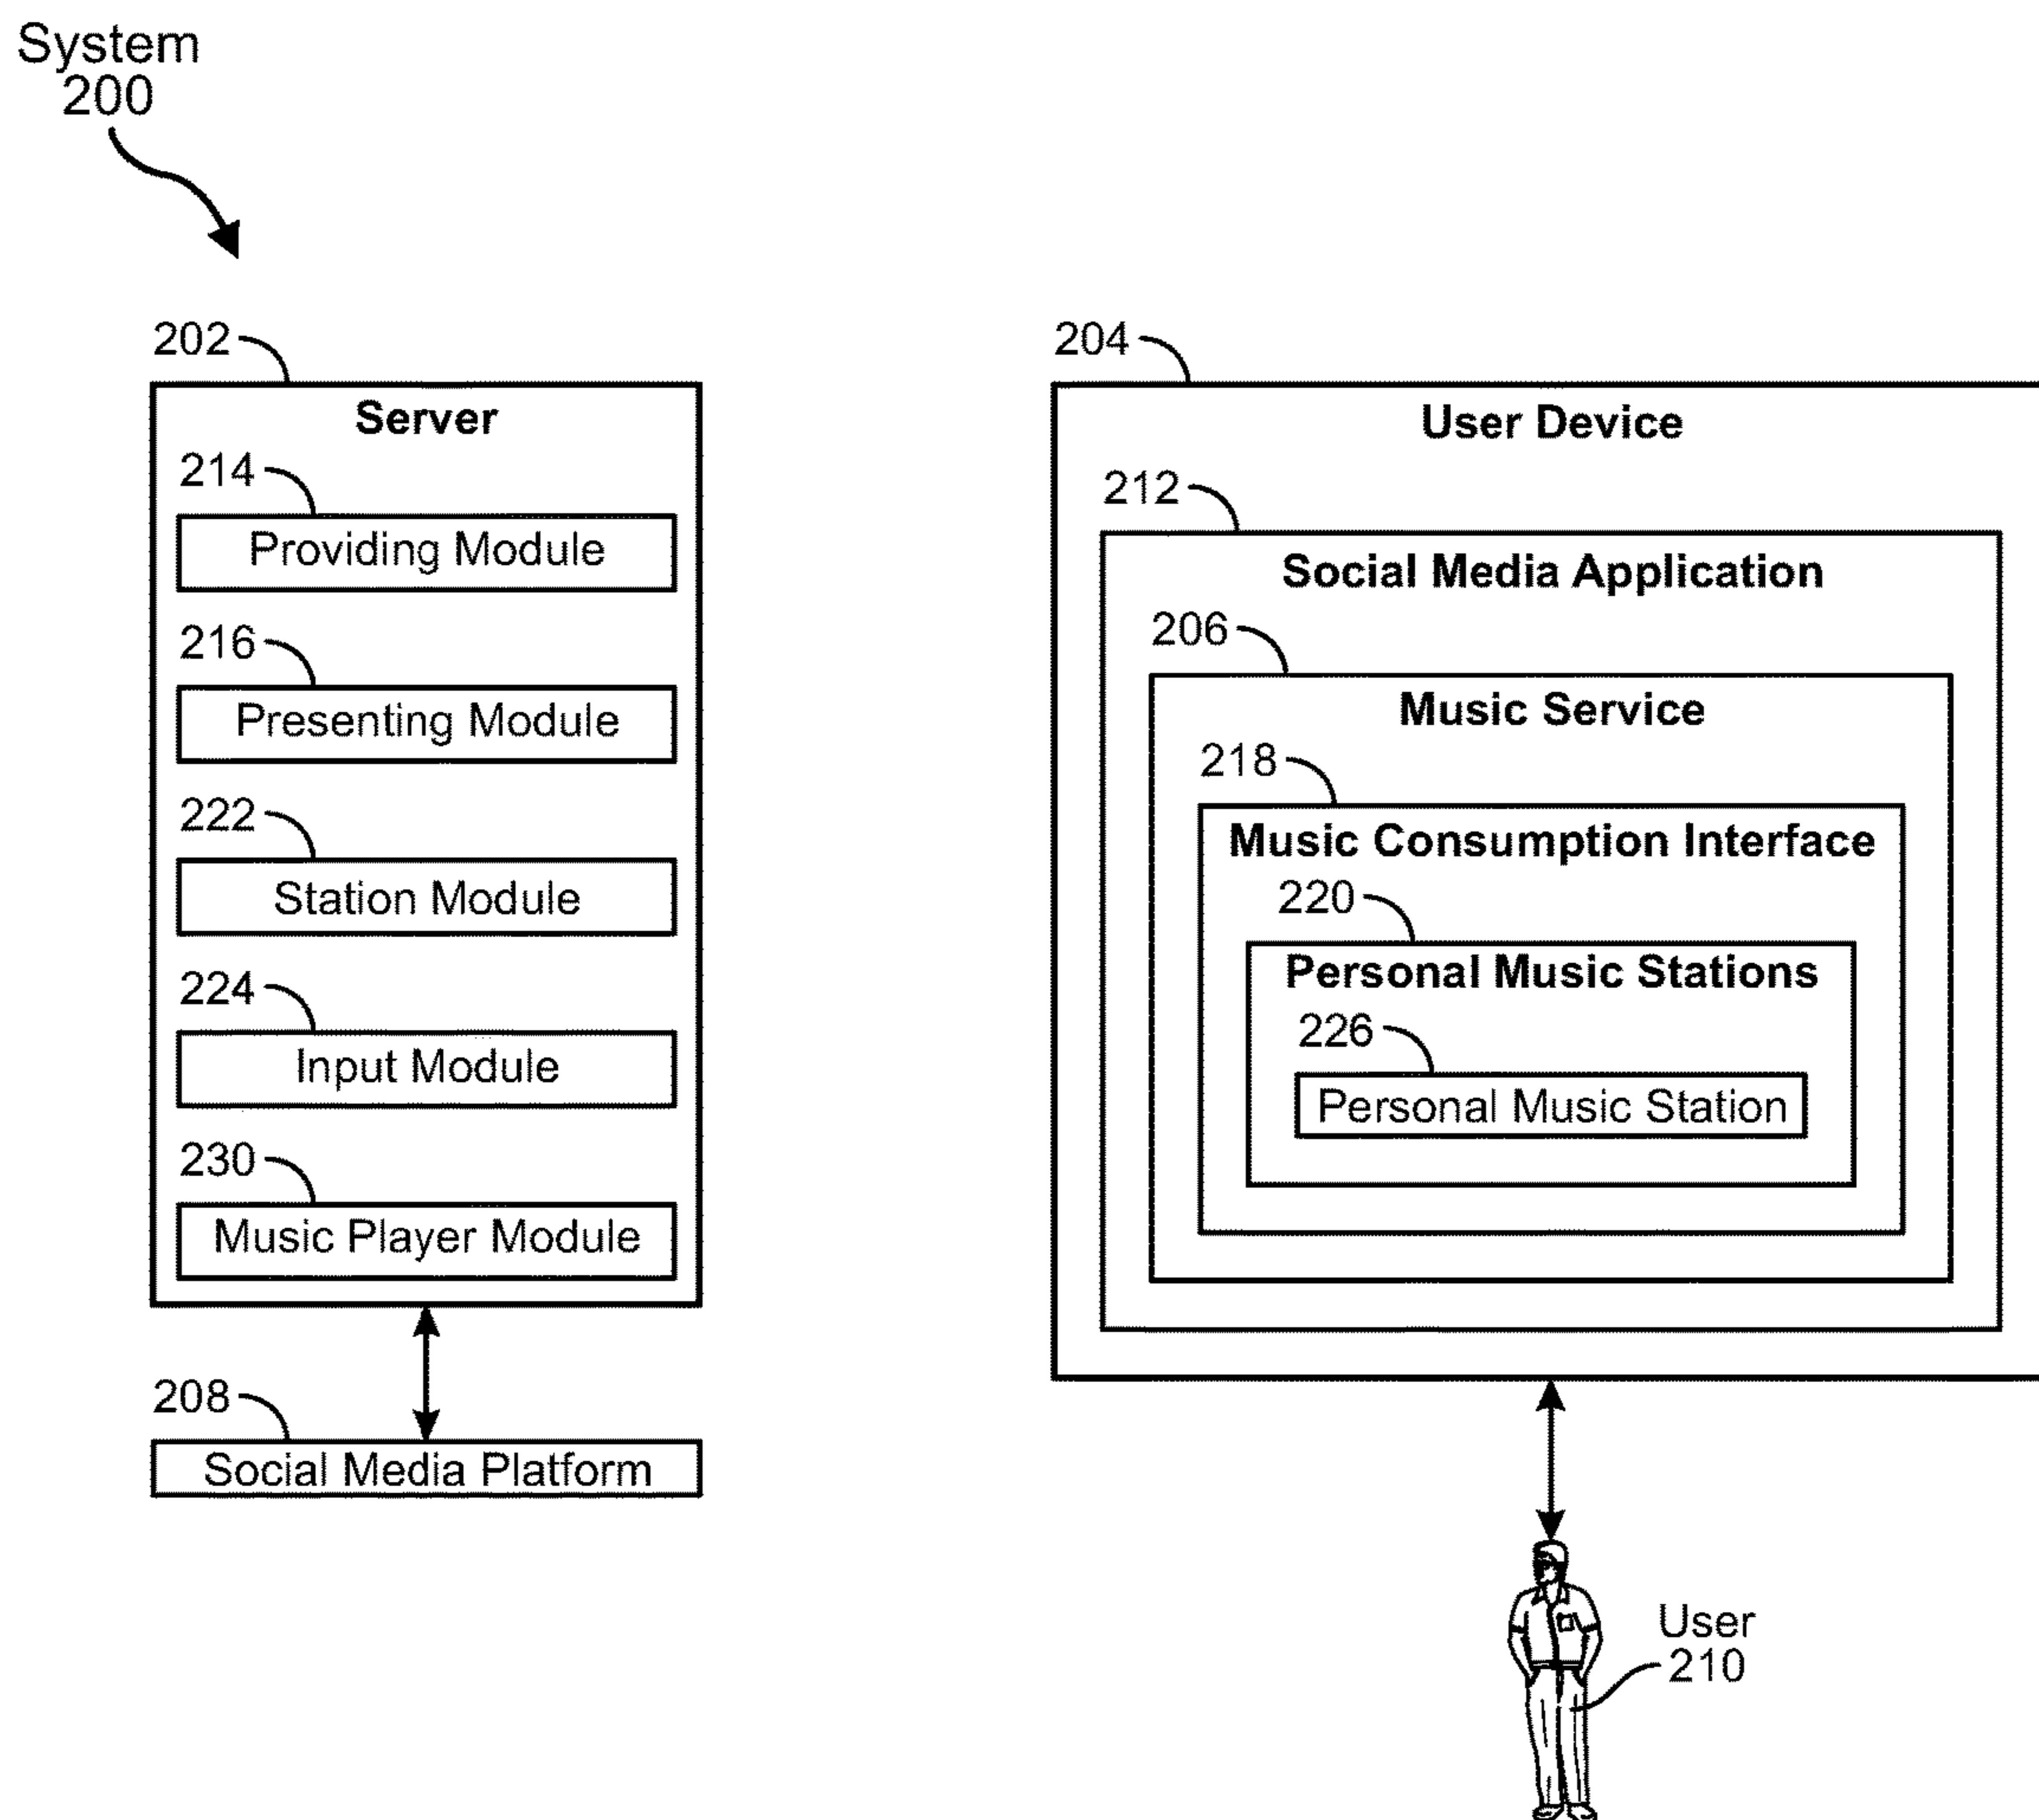 System
200
202
Server
214
Providing Module
216
Presenting Module
222
Station Module
224
Input Module
230
Music Player Module
208
Social Media Platform
204
User Device
212
Social Media Application
206
Music Service
218
Music Consumption Interface
220
Personal Music Stations
226
Personal Music Station
User
210